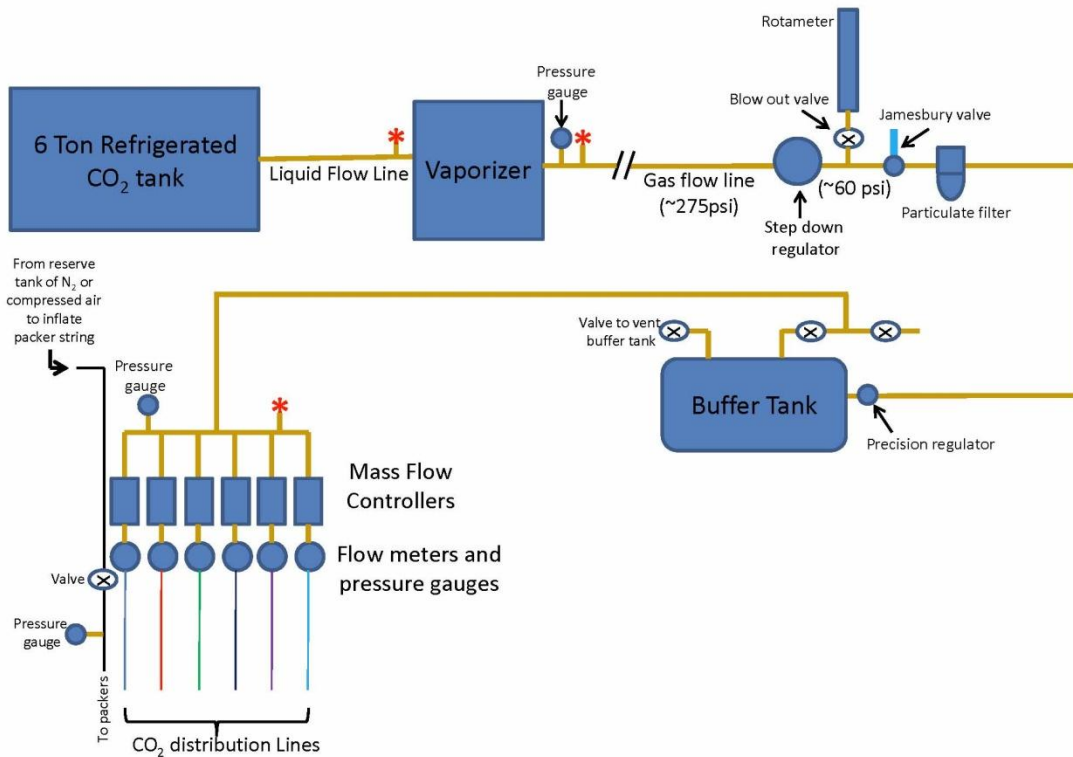 Rotameter
Pressure
gauge
Blow out valve
Jamesbury valve
6 Ton Refrigerated
CO₂ tank
*
Liquid Flow Line
Vaporizer
*
Gas flow line
(~275psi)
(~60 psi)
Particulate filter
Step down
regulator
From reserve
tank of N₂ or
compressed air
to inflate
packer string
Valve to vent
buffer tank
Buffer Tank
Precision regulator
Pressure
gauge
*
Mass Flow
Controllers
Flow meters and
pressure gauges
Valve
Pressure
gauge
To packers
CO₂ distribution Lines